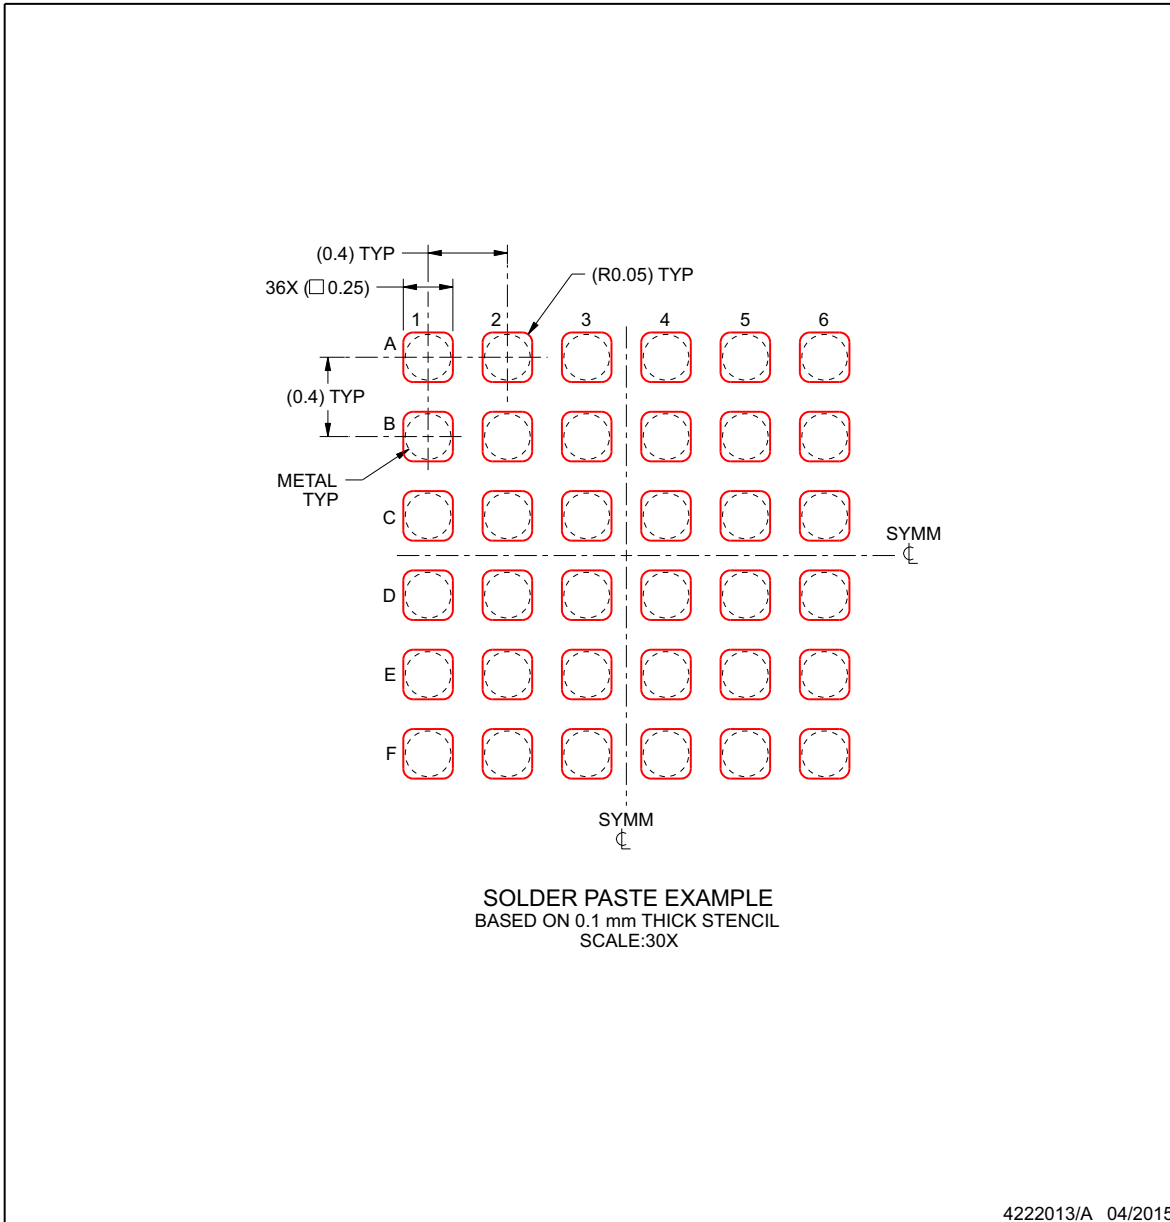 (0.4) TYP
(R0.05) TYP
36X (□ 0.25)
1 2 3 4 5 6
A
(0.4) TYP
B
METAL
TYP
C
SYMM
℄
D
E
F
SYMM
℄
SOLDER PASTE EXAMPLE
BASED ON 0.1 mm THICK STENCIL
SCALE:30X
4222013/A 04/2015